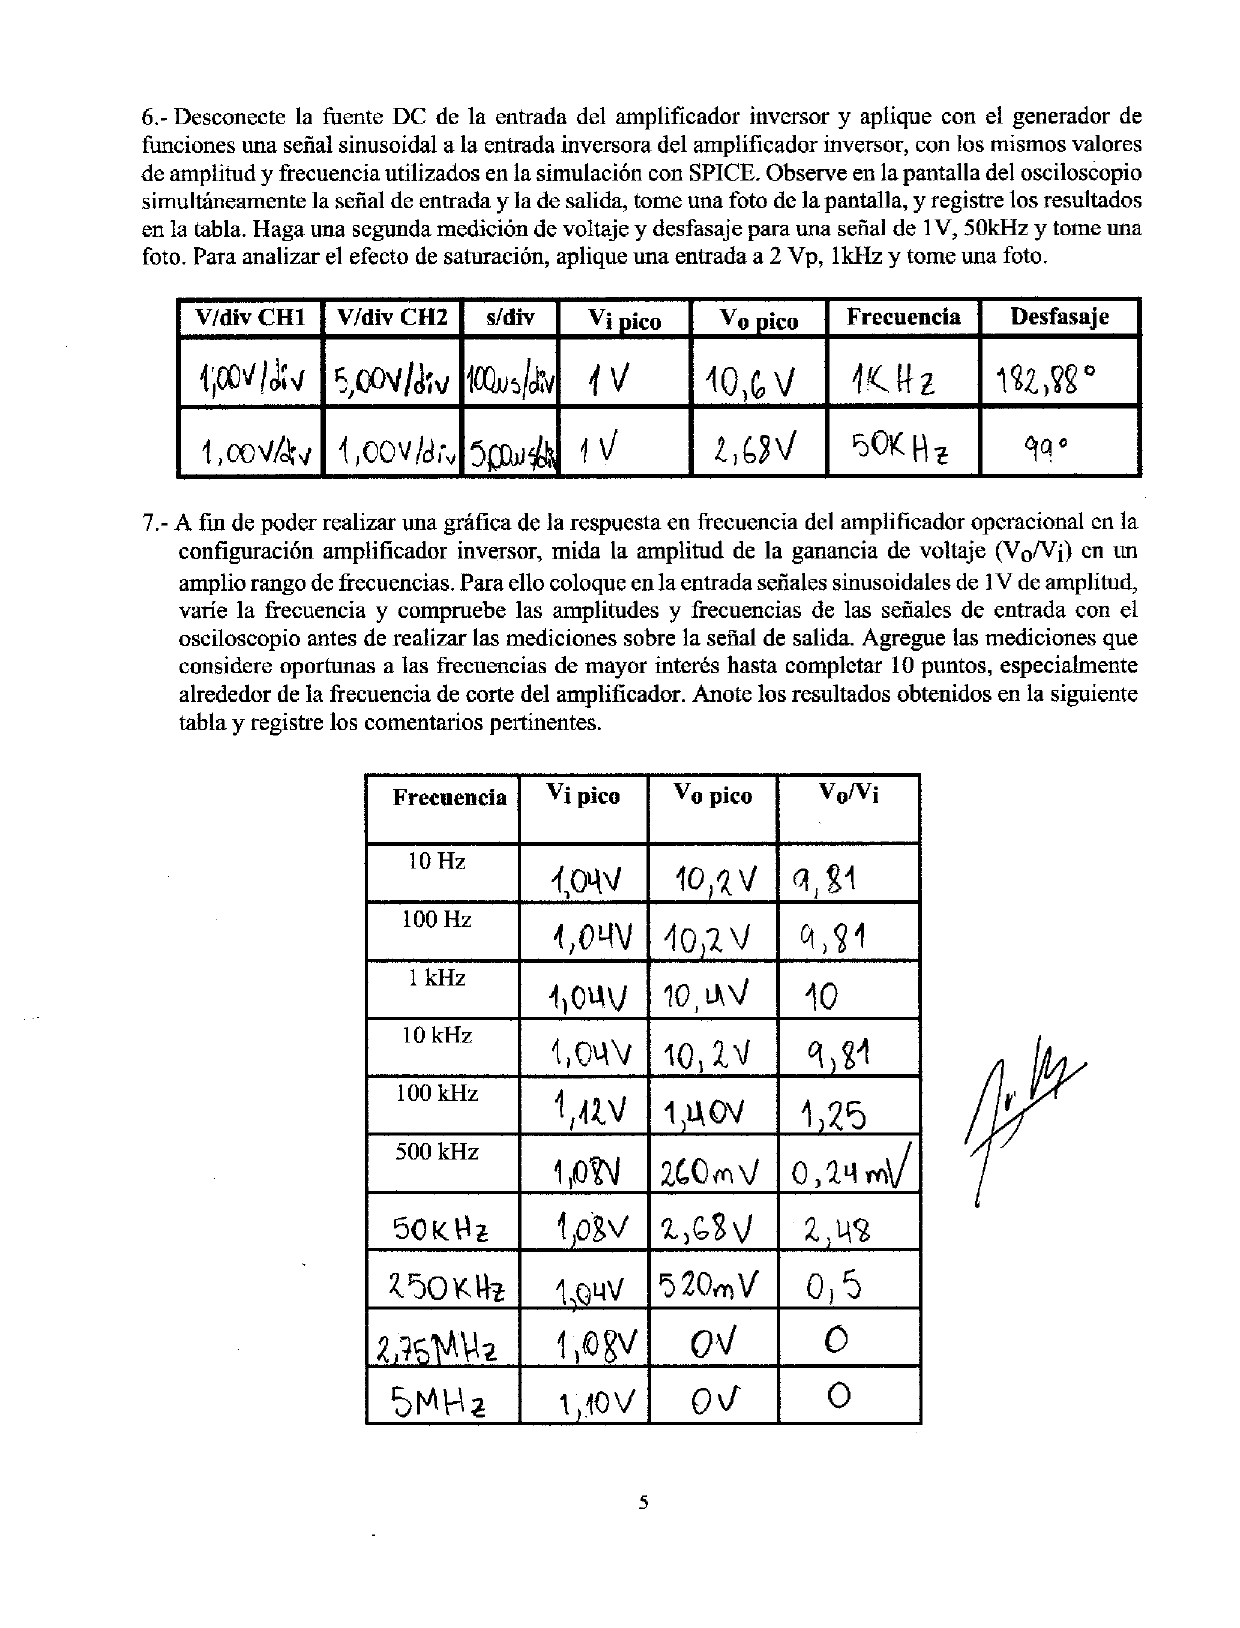 6.- Desconecte la fuente DC de la entrada del amplificador inversor y aplique con el generador de
funciones una señal sinusoidal a la entrada inversora del amplificador inversor, con los mismos valores
de amplitud y frecuencia utilizados en la simulación con SPICE. Observe en la pantalla del osciloscopio
simultáneamente la señal de entrada y la de salida, tome una foto de la pantalla, y registre los resultados
en la tabla. Haga una segunda medición de voltaje y desfasaje para una señal de 1V, 50kHz y tome una
foto. Para analizar el efecto de saturación, aplique una entrada a 2 Vp, 1kHz y tome una foto.
V/div CH1 V/div CH2 s/div Vi pico Vo pico Frecuencia Desfasaje
1,00V/div 5,00V/div 100us/div 1V 10,6V 1KHz 182,88°
1,00V/div 1,00V/div 1V 2,68V 50KHz 99°
7.- A fin de poder realizar una gráfica de la respuesta en frecuencia del amplificador operacional en la
configuración amplificador inversor, mida la amplitud de la ganancia de voltaje (Vo/Vi) en un
amplio rango de frecuencias. Para ello coloque en la entrada señales sinusoidales de 1V de amplitud,
varíe la frecuencia y compruebe las amplitudes y frecuencias de las señales de entrada con el
osciloscopio antes de realizar las mediciones sobre la señal de salida. Agregue las mediciones que
considere oportunas a las frecuencias de mayor interés hasta completar 10 puntos, especialmente
alrededor de la frecuencia de corte del amplificador. Anote los resultados obtenidos en la siguiente
tabla y registre los comentarios pertinentes.
Frecuencia Vi pico Vo pico Vo/Vi
10 Hz 1,04V 10,2V 9,81
100 Hz 1,04V 10,2V 9,81
1 kHz 1,04V 10,4V 10
10 kHz 1,04V 10,2V 9,81
100 kHz 1,12V 1,40V 1,25
500 kHz 1,08V 260mV 0,24mV
50KHz 1,08V 2,68V 2,48
250KHz 1,04V 520mV 0,5
2,75MHz 1,08V 0V 0
5MHz 1,10V 0V 0
5